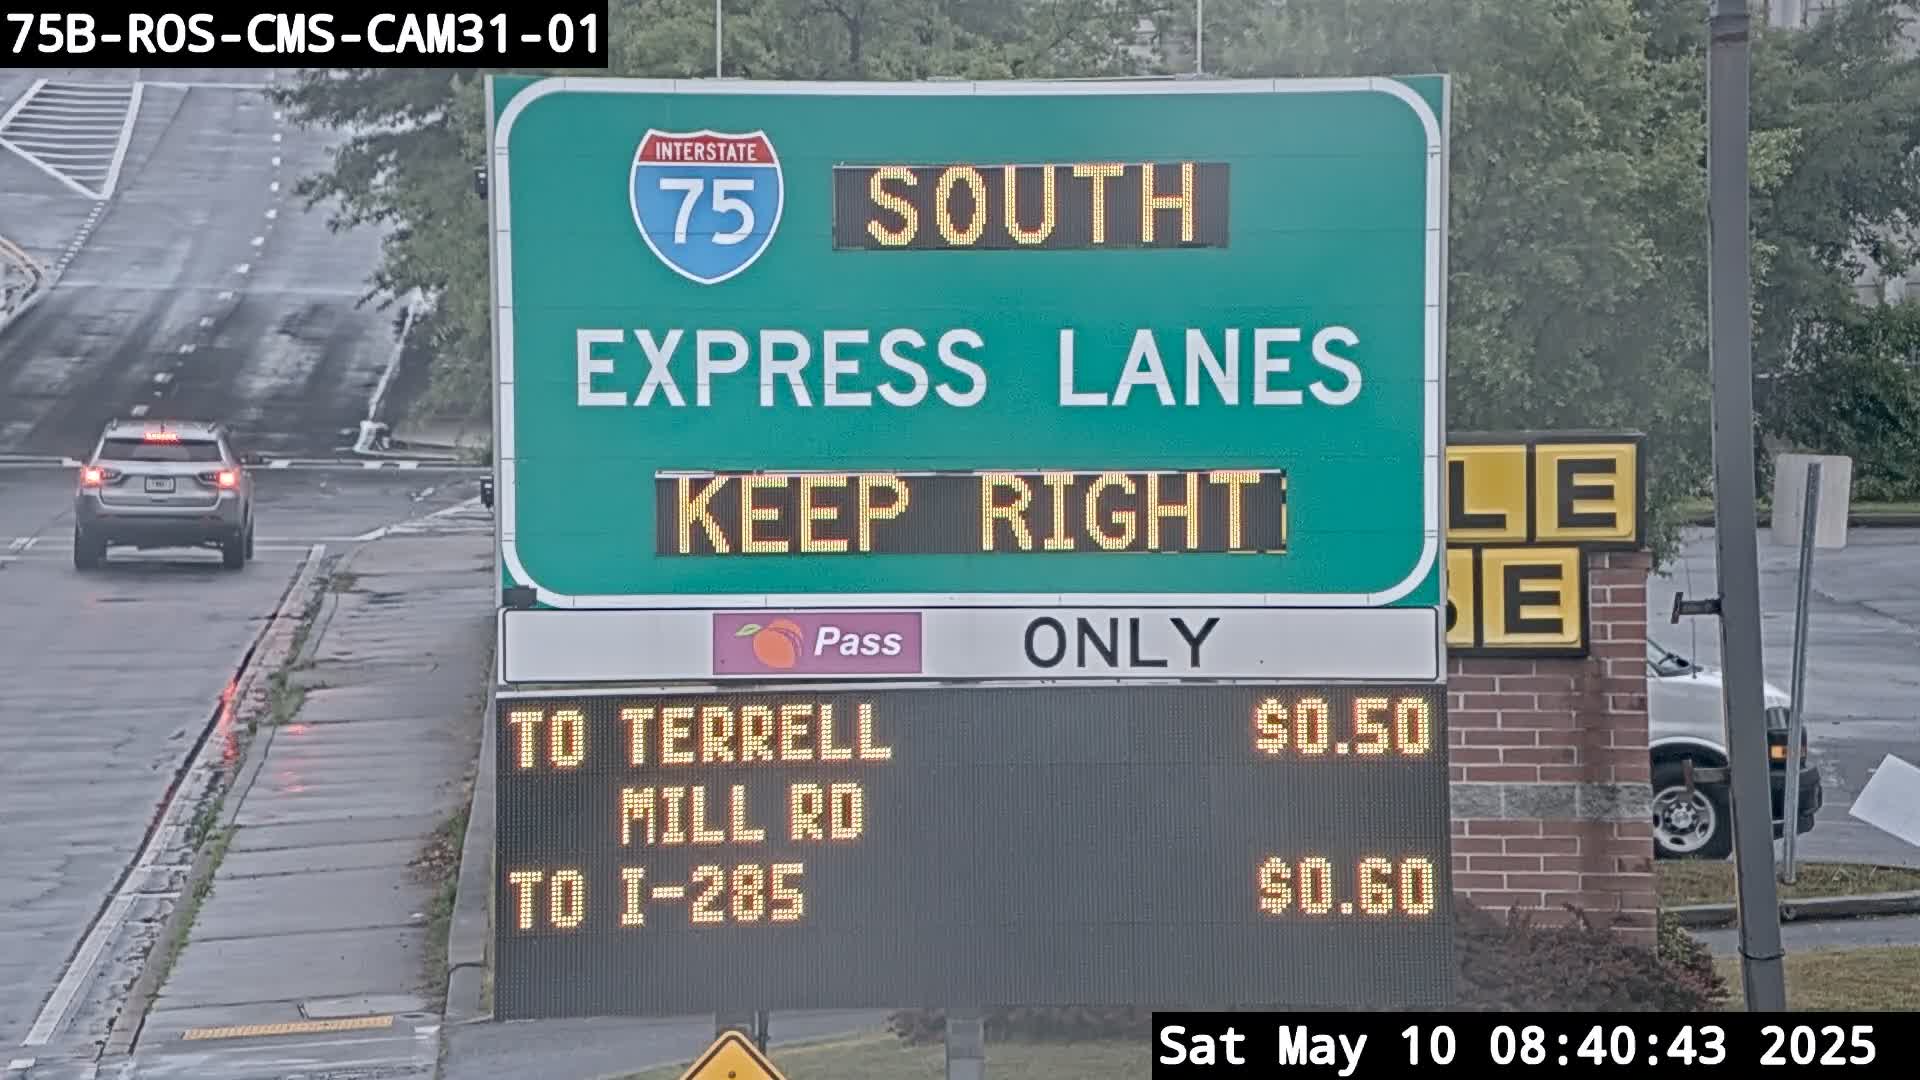 75B-ROS-CMS-CAM31-01
INTERSTATE
75
SOUTH
EXPRESS LANES
KEEP RIGHT
Pass ONLY
TO TERRELL $0.50
MILL RD
TO I-285 $0.60
LE
E
Sat May 10 08:40:43 2025